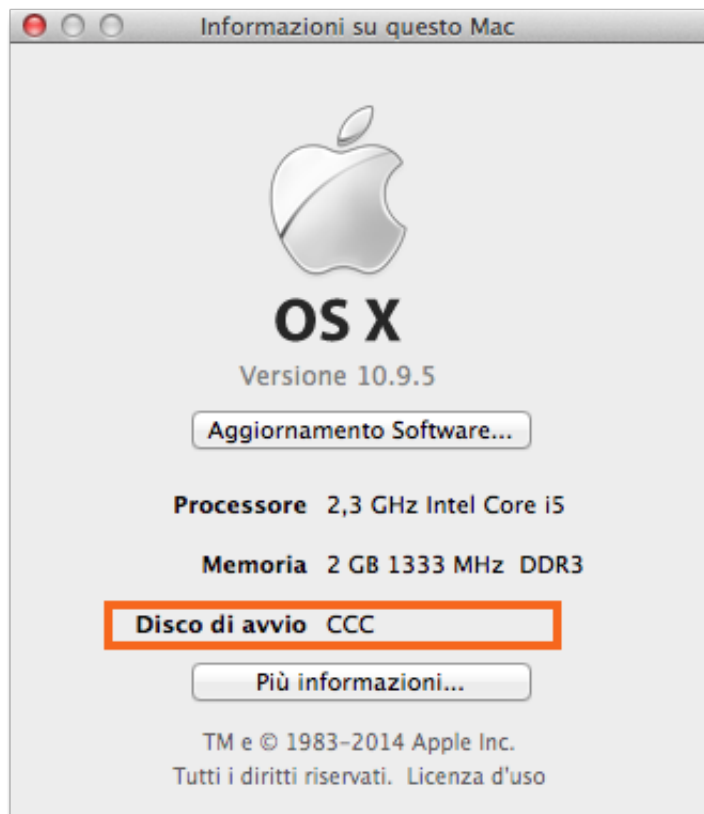 Informazioni su questo Mac
OS X
Versione 10.9.5
Aggiornamento Software...
Processore 2,3 GHz Intel Core i5
Memoria 2 GB 1333 MHz DDR3
Disco di avvio CCC
Più informazioni...
TM e © 1983-2014 Apple Inc.
Tutti i diritti riservati. Licenza d'uso